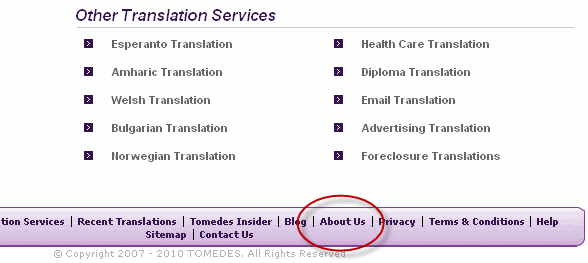 Other Translation Services
Esperanto Translation
Health Care Translation
Amharic Translation
Diploma Translation
Welsh Translation
Email Translation
Bulgarian Translation
Advertising Translation
Norwegian Translation
Foreclosure Translations
tion Services | Recent Translations | Tomedes Insider | Blog | About Us | Privacy | Terms & Conditions | Help
Sitemap | Contact Us
© Copyright 2007 - 2010 TOMEDES. All Rights Reserved